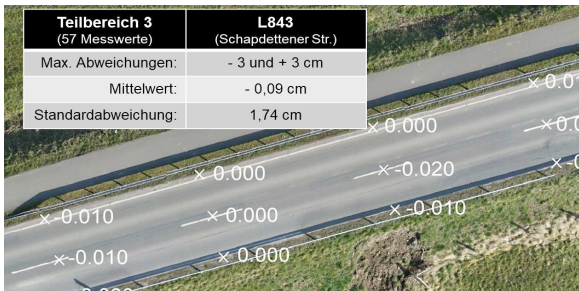 Teilbereich 3 L843
(57 Messwerte) (Schapdettener Str.)
Max. Abweichungen: - 3 und + 3 cm
Mittelwert: - 0,09 cm
Standardabweichung: 1,74 cm
× 0.000
× 0.000 × -0.020
× -0.010 × 0.000 × -0.010
× -0.010 × 0.000